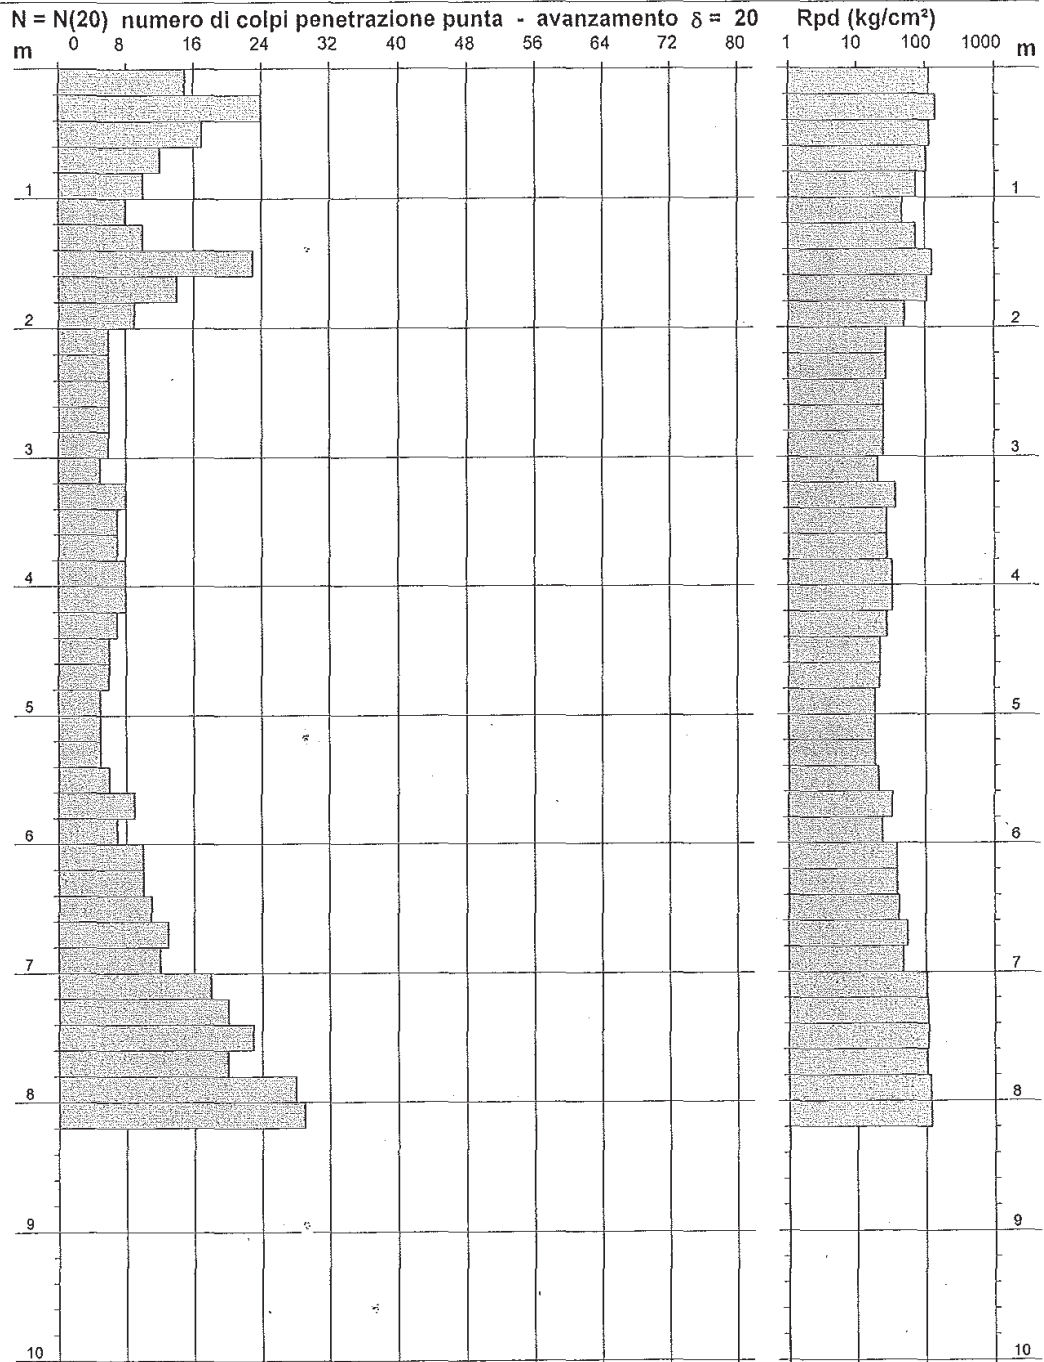 N = N(20) numero di colpi penetrazione punta - avanzamento δ = 20
Rpd (kg/cm²)
m 0 8 16 24 32 40 48 56 64 72 80
1 10 100 1000 m
1 1
2 2
3 3
4 4
5 5
6 6
7 7
8 8
9 9
10 10